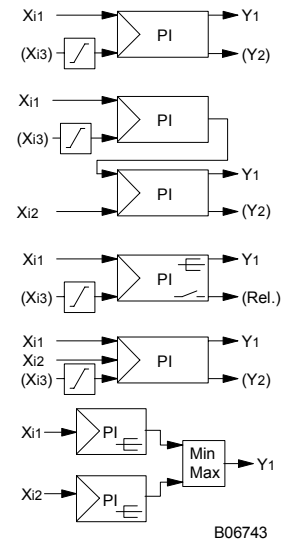 Xi1 PI Y1
(Xi3) (Y2)
Xi1 PI
(Xi3)
PI Y1
Xi2 (Y2)
Xi1 PI Y1
(Xi3) (Rel.)
Xi1 Y1
Xi2 PI
(Xi3) (Y2)
Xi1 PI
Min
Max Y1
Xi2 PI
B06743